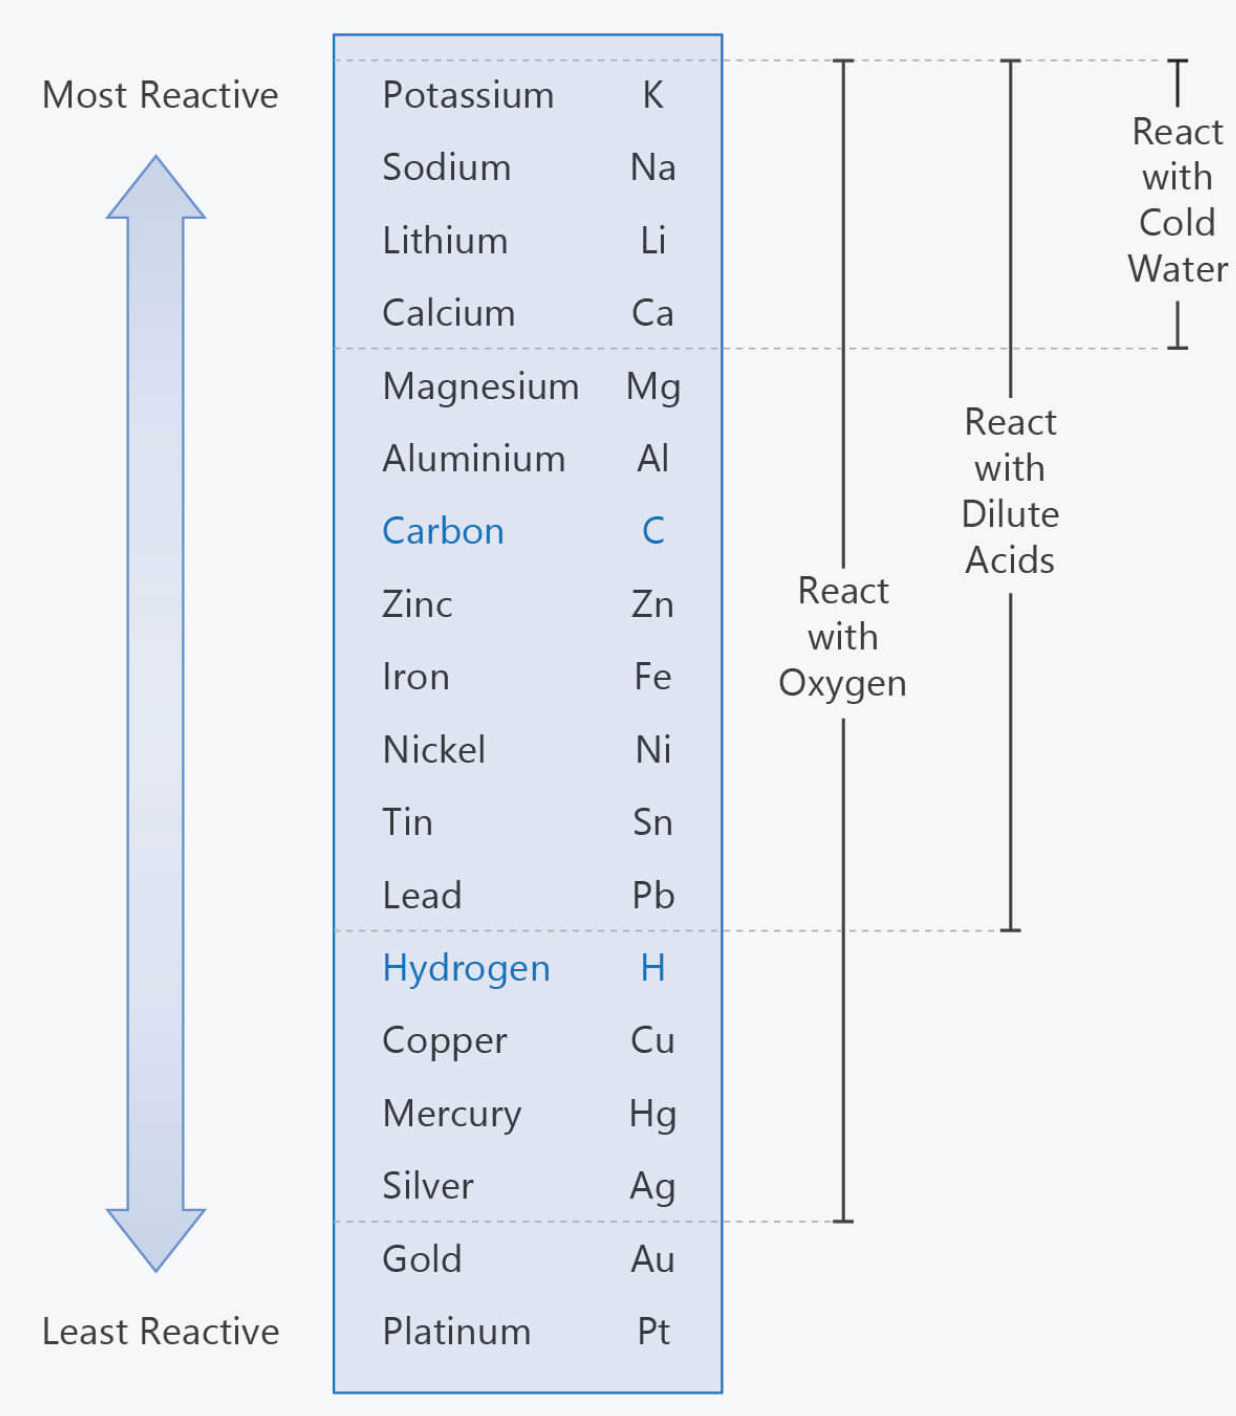 Most Reactive
Potassium K
Sodium Na
Lithium Li
Calcium Ca
Magnesium Mg
Aluminium Al
Carbon C
Zinc Zn
Iron Fe
Nickel Ni
Tin Sn
Lead Pb
Hydrogen H
Copper Cu
Mercury Hg
Silver Ag
Gold Au
Platinum Pt
Least Reactive
React
with
Oxygen
React
with
Dilute
Acids
React
with
Cold
Water